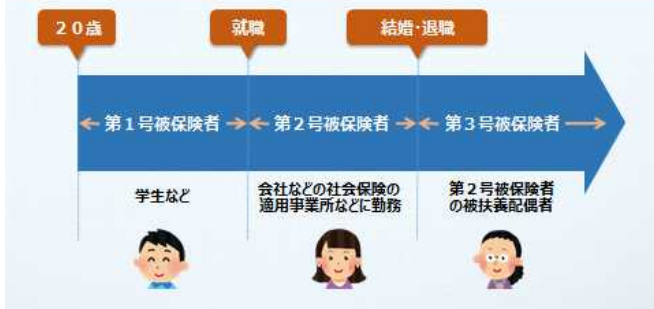 ２０歳
就職
結婚・退職
第１号被保険者
第２号被保険者
第３号被保険者
学生など
会社などの社会保険の
適用事業所などに勤務
第２号被保険者
の被扶養配偶者